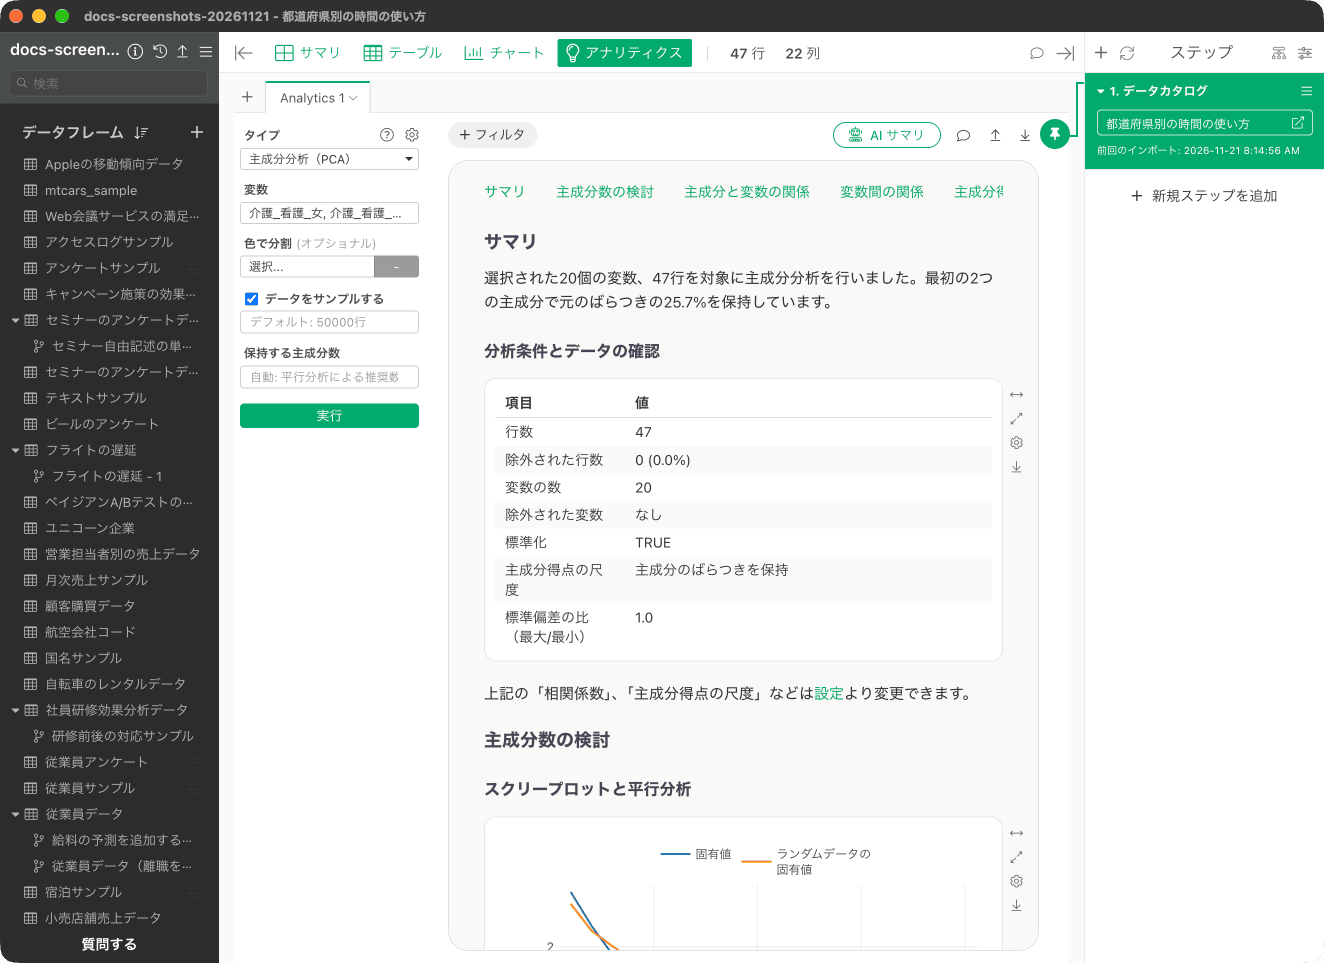 docs-screenshots-20261121 - 都道府県別の時間の使い方
docs-screen...
検索
データフレーム
Appleの移動傾向データ
mtcars_sample
Web会議サービスの満足...
アクセスログサンプル
アンケートサンプル
キャンペーン施策の効果...
セミナーのアンケートデ...
セミナー自由記述の単...
セミナーのアンケートデ...
テキストサンプル
ビールのアンケート
フライトの遅延
フライトの遅延 - 1
ベイジアンA/Bテストの...
ユニコーン企業
営業担当者別の売上データ
月次売上サンプル
顧客購買データ
航空会社コード
国名サンプル
自転車のレンタルデータ
社員研修効果分析データ
研修前後の対応サンプル
従業員アンケート
従業員サンプル
従業員データ
給料の予測を追加する...
従業員データ（離職を...
宿泊サンプル
小売店舗売上データ
質問する
サマリ
テーブル
チャート
アナリティクス
47 行
22 列
Analytics 1
タイプ
主成分分析（PCA）
変数
介護_看護_女, 介護_看護_...
色で分割 (オプショナル)
選択...
-
データをサンプルする
デフォルト: 50000行
保持する主成分数
自動: 平行分析による推奨数
実行
フィルタ
AI サマリ
サマリ 主成分数の検討 主成分と変数の関係 変数間の関係 主成分得
サマリ
選択された20個の変数、47行を対象に主成分分析を行いました。最初の2つ
の主成分で元のばらつきの25.7%を保持しています。
分析条件とデータの確認
項目 値
行数 47
除外された行数 0 (0.0%)
変数の数 20
除外された変数 なし
標準化 TRUE
主成分得点の尺 主成分のばらつきを保持
度
標準偏差の比 1.0
（最大/最小）
上記の「相関係数」、「主成分得点の尺度」などは設定より変更できます。
主成分数の検討
スクリープロットと平行分析
固有値
ランダムデータの
固有値
2
ステップ
1. データカタログ
都道府県別の時間の使い方
前回のインポート: 2026-11-21 8:14:56 AM
新規ステップを追加